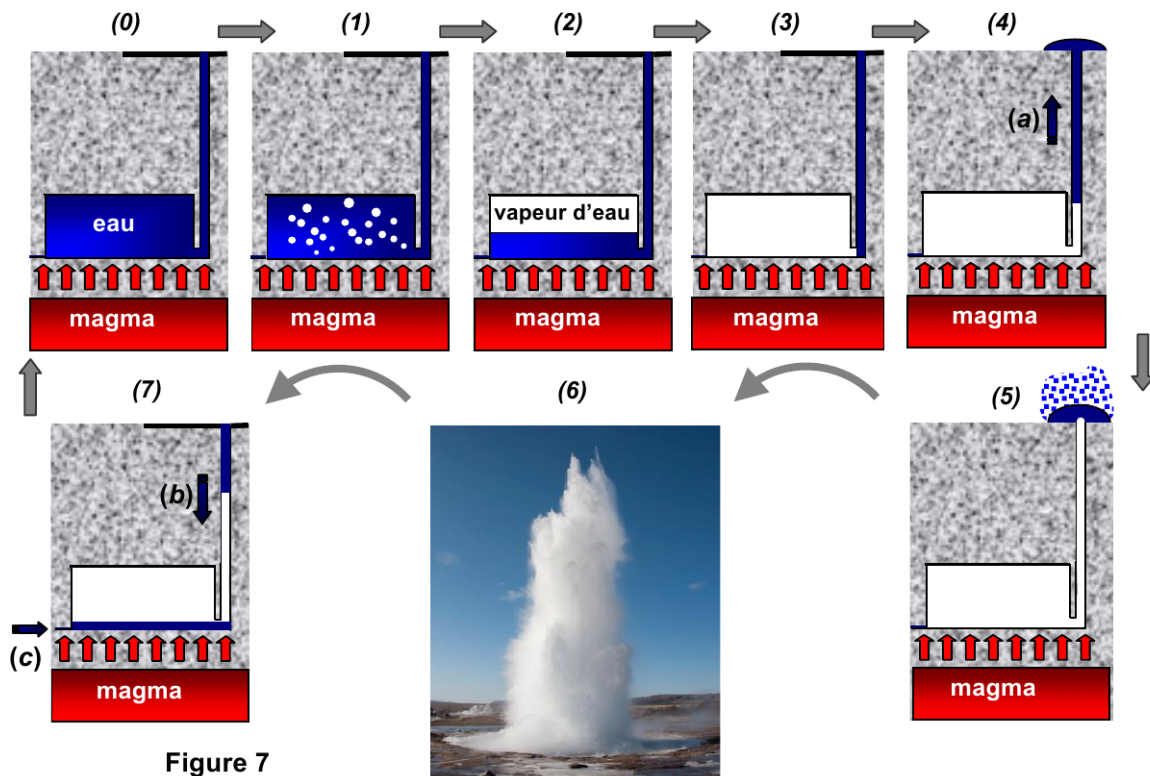 (0)
(1)
(2)
(3)
(4)
(a)
eau
vapeur d'eau
magma
magma
magma
magma
magma
(7)
(6)
(5)
(b)
(c)
magma
magma
Figure 7